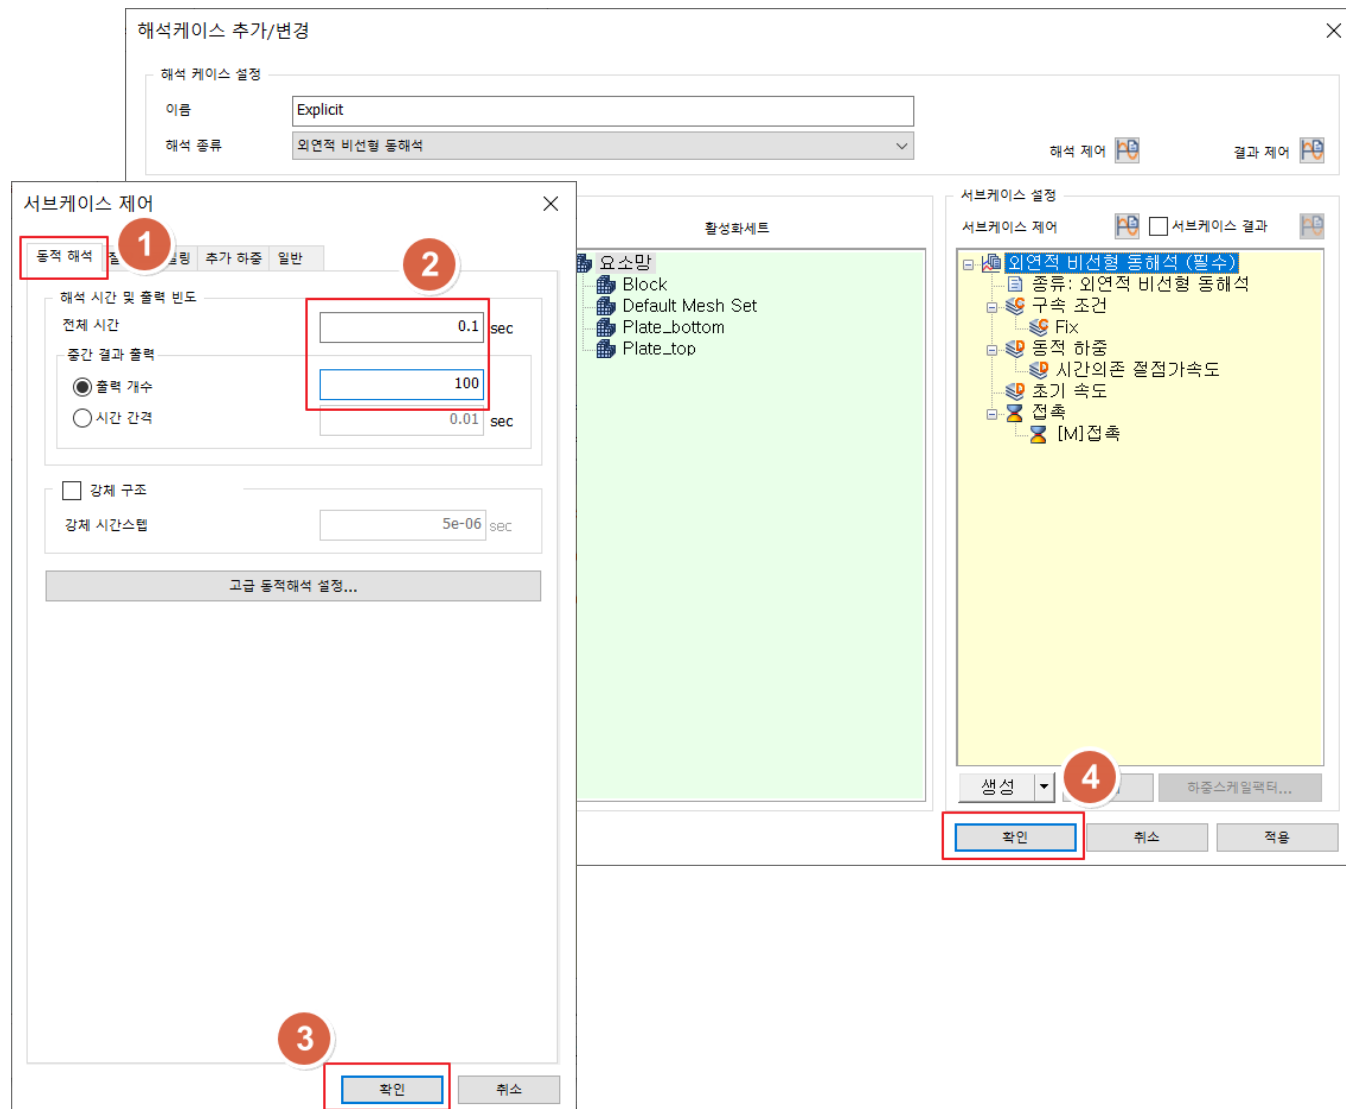 해석케이스 추가/변경
해석 케이스 설정
이름
Explicit
해석 종류
외연적 비선형 동해석
해석 제어
결과 제어
서브케이스 제어
1
동적 해석
링
추가 하중
일반
2
해석 시간 및 출력 빈도
전체 시간
0.1
sec
중간 결과 출력
출력 개수
100
시간 간격
0.01
sec
강체 구조
강체 시간스텝
5e-06
sec
고급 동적해석 설정...
3
확인
취소
활성화세트
요소망
Block
Default Mesh Set
Plate_bottom
Plate_top
서브케이스 설정
서브케이스 제어
서브케이스 결과
외연적 비선형 동해석 (필수)
종류: 외연적 비선형 동해석
구속 조건
Fix
동적 하중
시간의존 절점가속도
초기 속도
접촉
[M]접촉
생성
4
하중스케일팩터...
확인
취소
적용